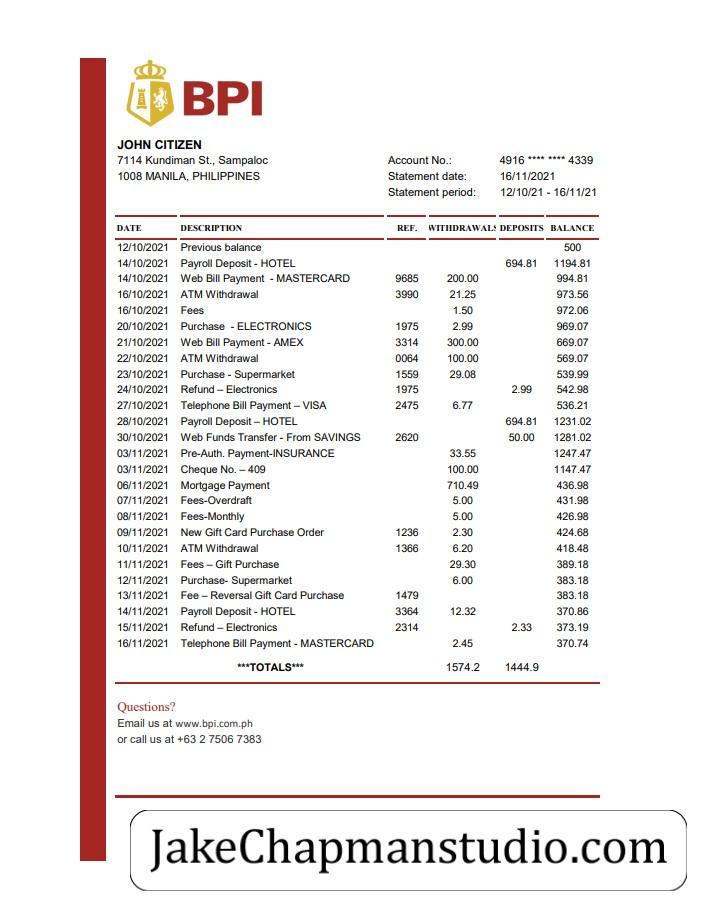 BPI
JOHN CITIZEN
7114 Kundiman St., Sampaloc
1008 MANILA, PHILIPPINES
Account No.: 4916 **** **** 4339
Statement date: 16/11/2021
Statement period: 12/10/21 - 16/11/21
DATE DESCRIPTION REF. WITHDRAWALS DEPOSITS BALANCE
12/10/2021 Previous balance 500
14/10/2021 Payroll Deposit - HOTEL 694.81 1194.81
14/10/2021 Web Bill Payment - MASTERCARD 9685 200.00 994.81
16/10/2021 ATM Withdrawal 3990 21.25 973.56
16/10/2021 Fees 1.50 972.06
20/10/2021 Purchase - ELECTRONICS 1975 2.99 969.07
21/10/2021 Web Bill Payment - AMEX 3314 300.00 669.07
22/10/2021 ATM Withdrawal 0064 100.00 569.07
23/10/2021 Purchase - Supermarket 1559 29.08 539.99
24/10/2021 Refund – Electronics 1975 2.99 542.98
27/10/2021 Telephone Bill Payment – VISA 2475 6.77 536.21
28/10/2021 Payroll Deposit – HOTEL 694.81 1231.02
30/10/2021 Web Funds Transfer - From SAVINGS 2620 50.00 1281.02
03/11/2021 Pre-Auth. Payment-INSURANCE 33.55 1247.47
03/11/2021 Cheque No. – 409 100.00 1147.47
06/11/2021 Mortgage Payment 710.49 436.98
07/11/2021 Fees-Overdraft 5.00 431.98
08/11/2021 Fees-Monthly 5.00 426.98
09/11/2021 New Gift Card Purchase Order 1236 2.30 424.68
10/11/2021 ATM Withdrawal 1366 6.20 418.48
11/11/2021 Fees – Gift Purchase 29.30 389.18
12/11/2021 Purchase- Supermarket 6.00 383.18
13/11/2021 Fee – Reversal Gift Card Purchase 1479 383.18
14/11/2021 Payroll Deposit - HOTEL 3364 12.32 370.86
15/11/2021 Refund – Electronics 2314 2.33 373.19
16/11/2021 Telephone Bill Payment - MASTERCARD 2.45 370.74
***TOTALS*** 1574.2 1444.9
Questions?
Email us at www.bpi.com.ph
or call us at +63 2 7506 7383
JakeChapmanstudio.com